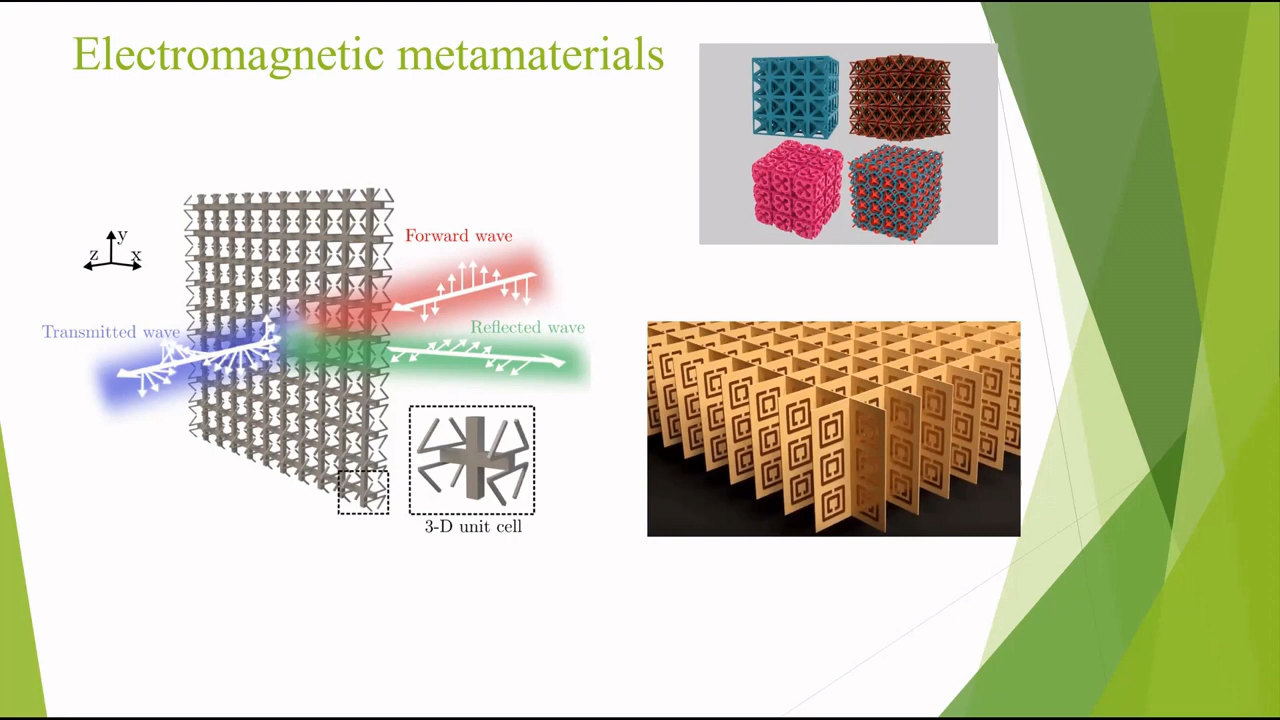 Electromagnetic metamaterials
y
z
x
Forward wave
Transmitted wave
Reflected wave
3-D unit cell